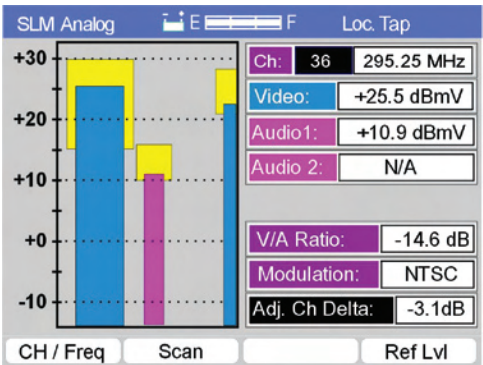 SLM Analog E F Loc. Tap
+30
+20
+10
+0
-10
Ch: 36 295.25 MHz
Video: +25.5 dBmV
Audio1: +10.9 dBmV
Audio 2: N/A
V/A Ratio: -14.6 dB
Modulation: NTSC
Adj. Ch Delta: -3.1dB
CH / Freq Scan Ref Lvl